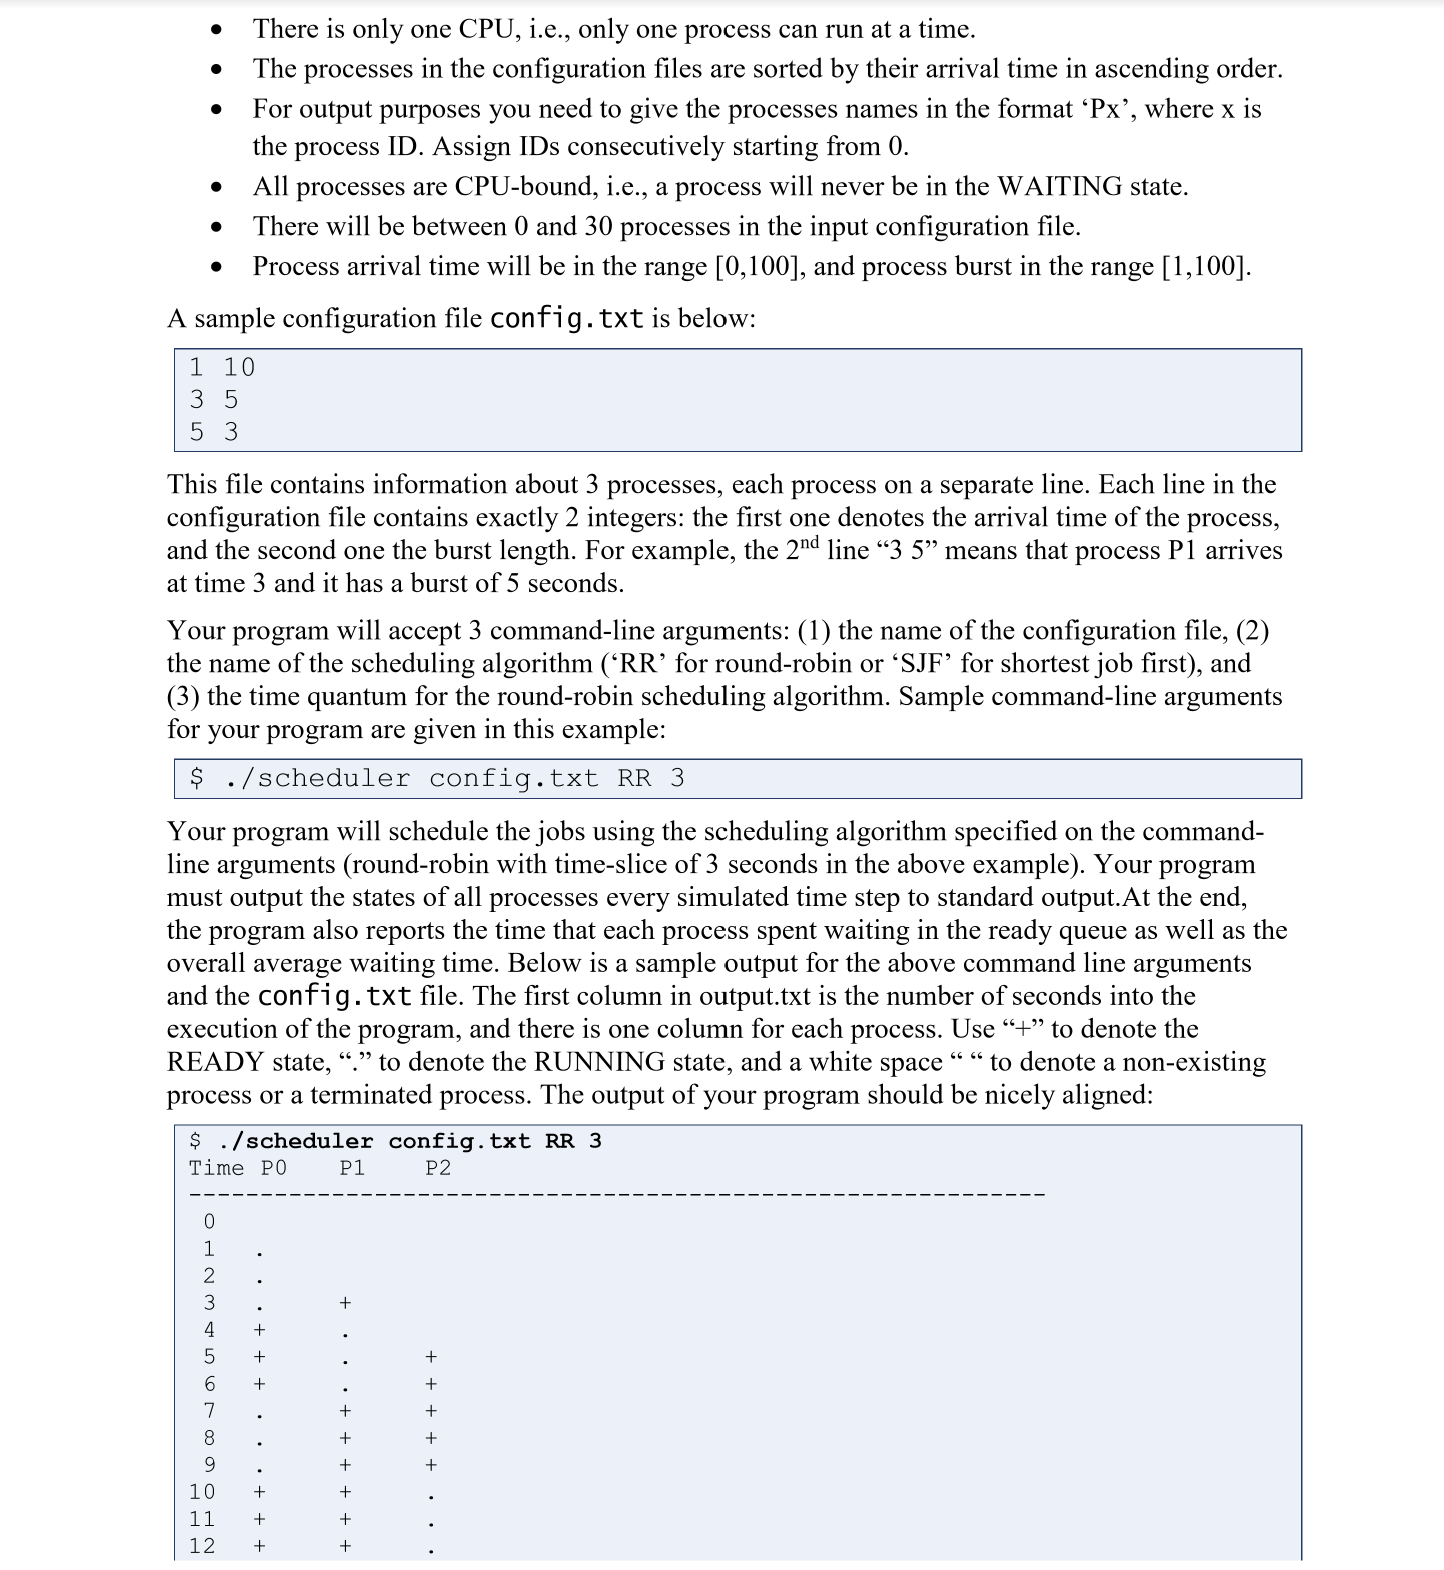 • There is only one CPU, i.e., only one process can run at a time.
• The processes in the configuration files are sorted by their arrival time in ascending order.
• For output purposes you need to give the processes names in the format ‘Px’, where x is
the process ID. Assign IDs consecutively starting from 0.
• All processes are CPU-bound, i.e., a process will never be in the WAITING state.
• There will be between 0 and 30 processes in the input configuration file.
• Process arrival time will be in the range [0,100], and process burst in the range [1,100].
A sample configuration file config.txt is below:
1 10
3 5
5 3
This file contains information about 3 processes, each process on a separate line. Each line in the
configuration file contains exactly 2 integers: the first one denotes the arrival time of the process,
and the second one the burst length. For example, the 2nd line “3 5” means that process P1 arrives
at time 3 and it has a burst of 5 seconds.
Your program will accept 3 command-line arguments: (1) the name of the configuration file, (2)
the name of the scheduling algorithm (‘RR’ for round-robin or ‘SJF’ for shortest job first), and
(3) the time quantum for the round-robin scheduling algorithm. Sample command-line arguments
for your program are given in this example:
$ ./scheduler config.txt RR 3
Your program will schedule the jobs using the scheduling algorithm specified on the command-
line arguments (round-robin with time-slice of 3 seconds in the above example). Your program
must output the states of all processes every simulated time step to standard output.At the end,
the program also reports the time that each process spent waiting in the ready queue as well as the
overall average waiting time. Below is a sample output for the above command line arguments
and the config.txt file. The first column in output.txt is the number of seconds into the
execution of the program, and there is one column for each process. Use “+” to denote the
READY state, “.” to denote the RUNNING state, and a white space “ “ to denote a non-existing
process or a terminated process. The output of your program should be nicely aligned:
$ ./scheduler config.txt RR 3
Time P0    P1    P2
------------------------------------------------------------
 0
 1   .
 2   .
 3   .     +
 4   +     .
 5   +     .     +
 6   +     .     +
 7   .     +     +
 8   .     +     +
 9   .     +     +
10   +     +     .
11   +     +     .
12   +     +     .